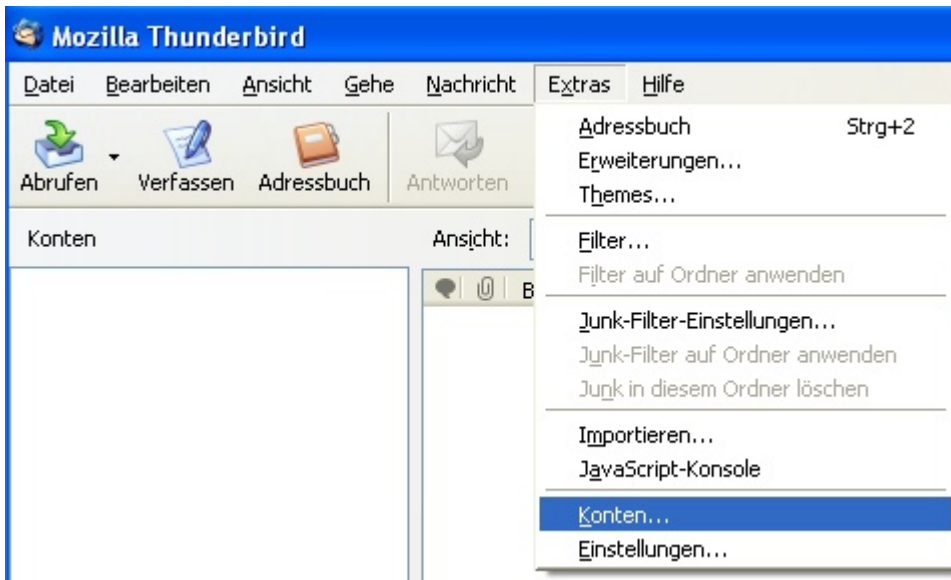 Mozilla Thunderbird
Datei Bearbeiten Ansicht Gehe Nachricht Extras Hilfe
Abrufen Verfassen Adressbuch Antworten
Konten
Ansicht:
B
Adressbuch Strg+2
Erweiterungen...
Themes...
Filter...
Filter auf Ordner anwenden
Junk-Filter-Einstellungen...
Junk-Filter auf Ordner anwenden
Junk in diesem Ordner löschen
Importieren...
JavaScript-Konsole
Konten...
Einstellungen...